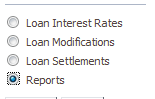 Loan Interest Rates
Loan Modifications
Loan Settlements
Reports